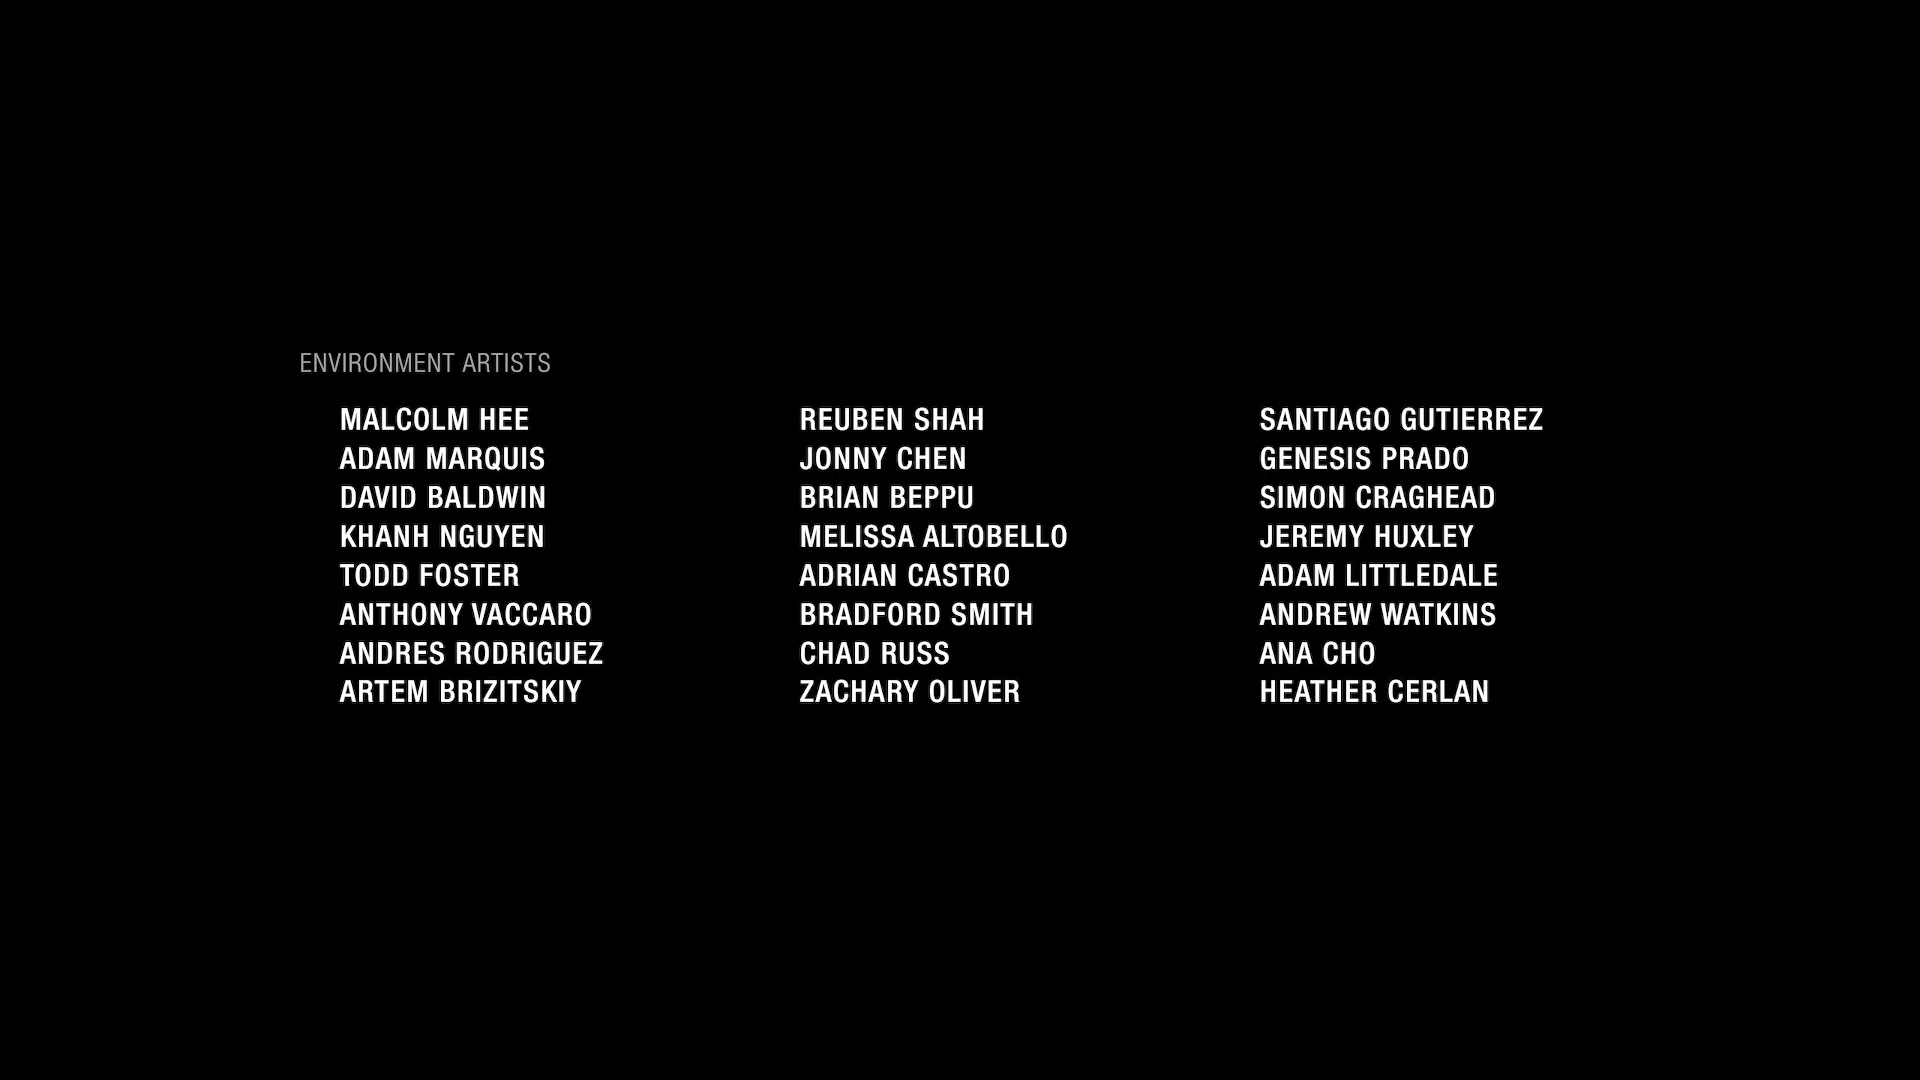 ENVIRONMENT ARTISTS
MALCOLM HEE
ADAM MARQUIS
DAVID BALDWIN
KHANH NGUYEN
TODD FOSTER
ANTHONY VACCARO
ANDRES RODRIGUEZ
ARTEM BRIZITSKIY
REUBEN SHAH
JONNY CHEN
BRIAN BEPPU
MELISSA ALTOBELLO
ADRIAN CASTRO
BRADFORD SMITH
CHAD RUSS
ZACHARY OLIVER
SANTIAGO GUTIERREZ
GENESIS PRADO
SIMON CRAGHEAD
JEREMY HUXLEY
ADAM LITTLEDALE
ANDREW WATKINS
ANA CHO
HEATHER CERLAN